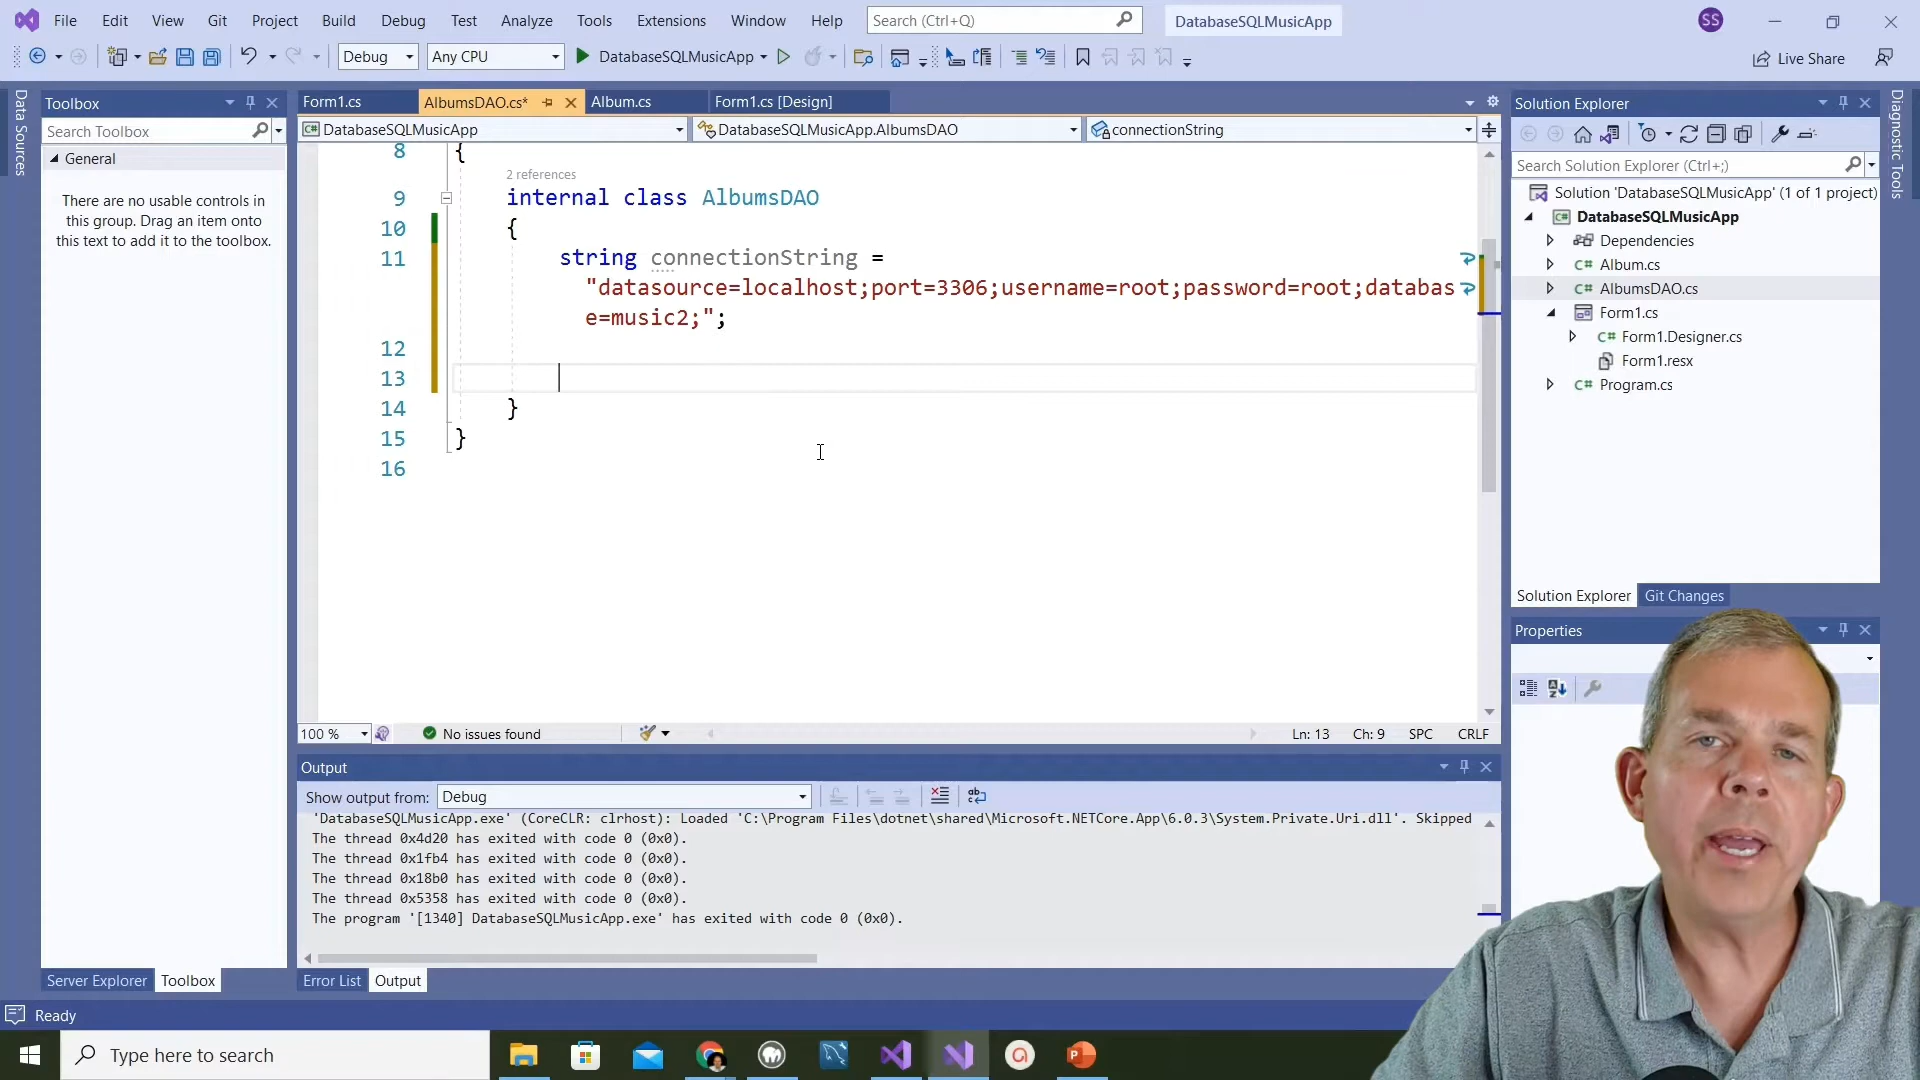 File Edit View Git Project Build Debug Test Analyze Tools Extensions Window Help Search (Ctrl+Q) DatabaseSQLMusicApp SS
Debug Any CPU DatabaseSQLMusicApp Live Share
Data Sources
Toolbox
Search Toolbox
General
There are no usable controls in
this group. Drag an item onto
this text to add it to the toolbox.
Server Explorer Toolbox
Form1.cs AlbumsDAO.cs* Album.cs Form1.cs [Design]
DatabaseSQLMusicApp DatabaseSQLMusicApp.AlbumsDAO connectionString
8 {
2 references
9 internal class AlbumsDAO
10 {
11 string connectionString =
"datasource=localhost;port=3306;username=root;password=root;databas
e=music2;";
12
13
14 }
15 }
16
100 % No issues found Ln: 13 Ch: 9 SPC CRLF
Output
Show output from: Debug
'DatabaseSQLMusicApp.exe' (CoreCLR: clrhost): Loaded 'C:\Program Files\dotnet\shared\Microsoft.NETCore.App\6.0.3\System.Private.Uri.dll'. Skipped
The thread 0x4d20 has exited with code 0 (0x0).
The thread 0x1fb4 has exited with code 0 (0x0).
The thread 0x18b0 has exited with code 0 (0x0).
The thread 0x5358 has exited with code 0 (0x0).
The program '[1340] DatabaseSQLMusicApp.exe' has exited with code 0 (0x0).
Error List Output
Solution Explorer
Search Solution Explorer (Ctrl+;)
Solution 'DatabaseSQLMusicApp' (1 of 1 project)
DatabaseSQLMusicApp
Dependencies
C# Album.cs
C# AlbumsDAO.cs
Form1.cs
C# Form1.Designer.cs
Form1.resx
C# Program.cs
Solution Explorer Git Changes
Properties
Diagnostic Tools
Ready
Type here to search